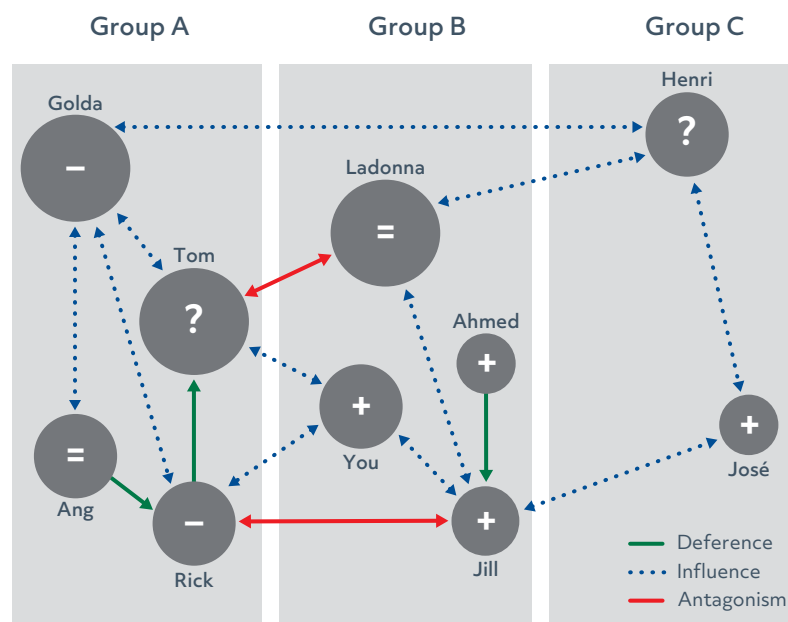 Group A
Group B
Group C
Henri
?
Golda
–
Ladonna
=
Tom
?
Ahmed
+
You
+
José
+
Ang
=
Rick
–
Jill
+
Deference
Influence
Antagonism